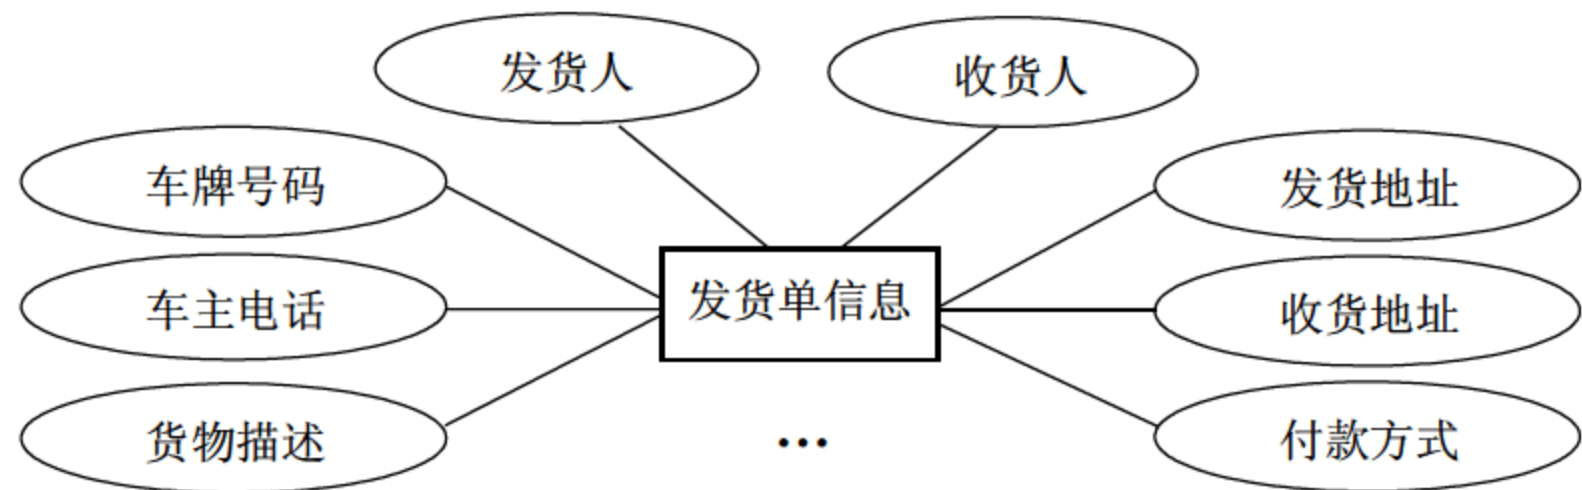 发货人
收货人
车牌号码
发货地址
车主电话
发货单信息
收货地址
货物描述
...
付款方式